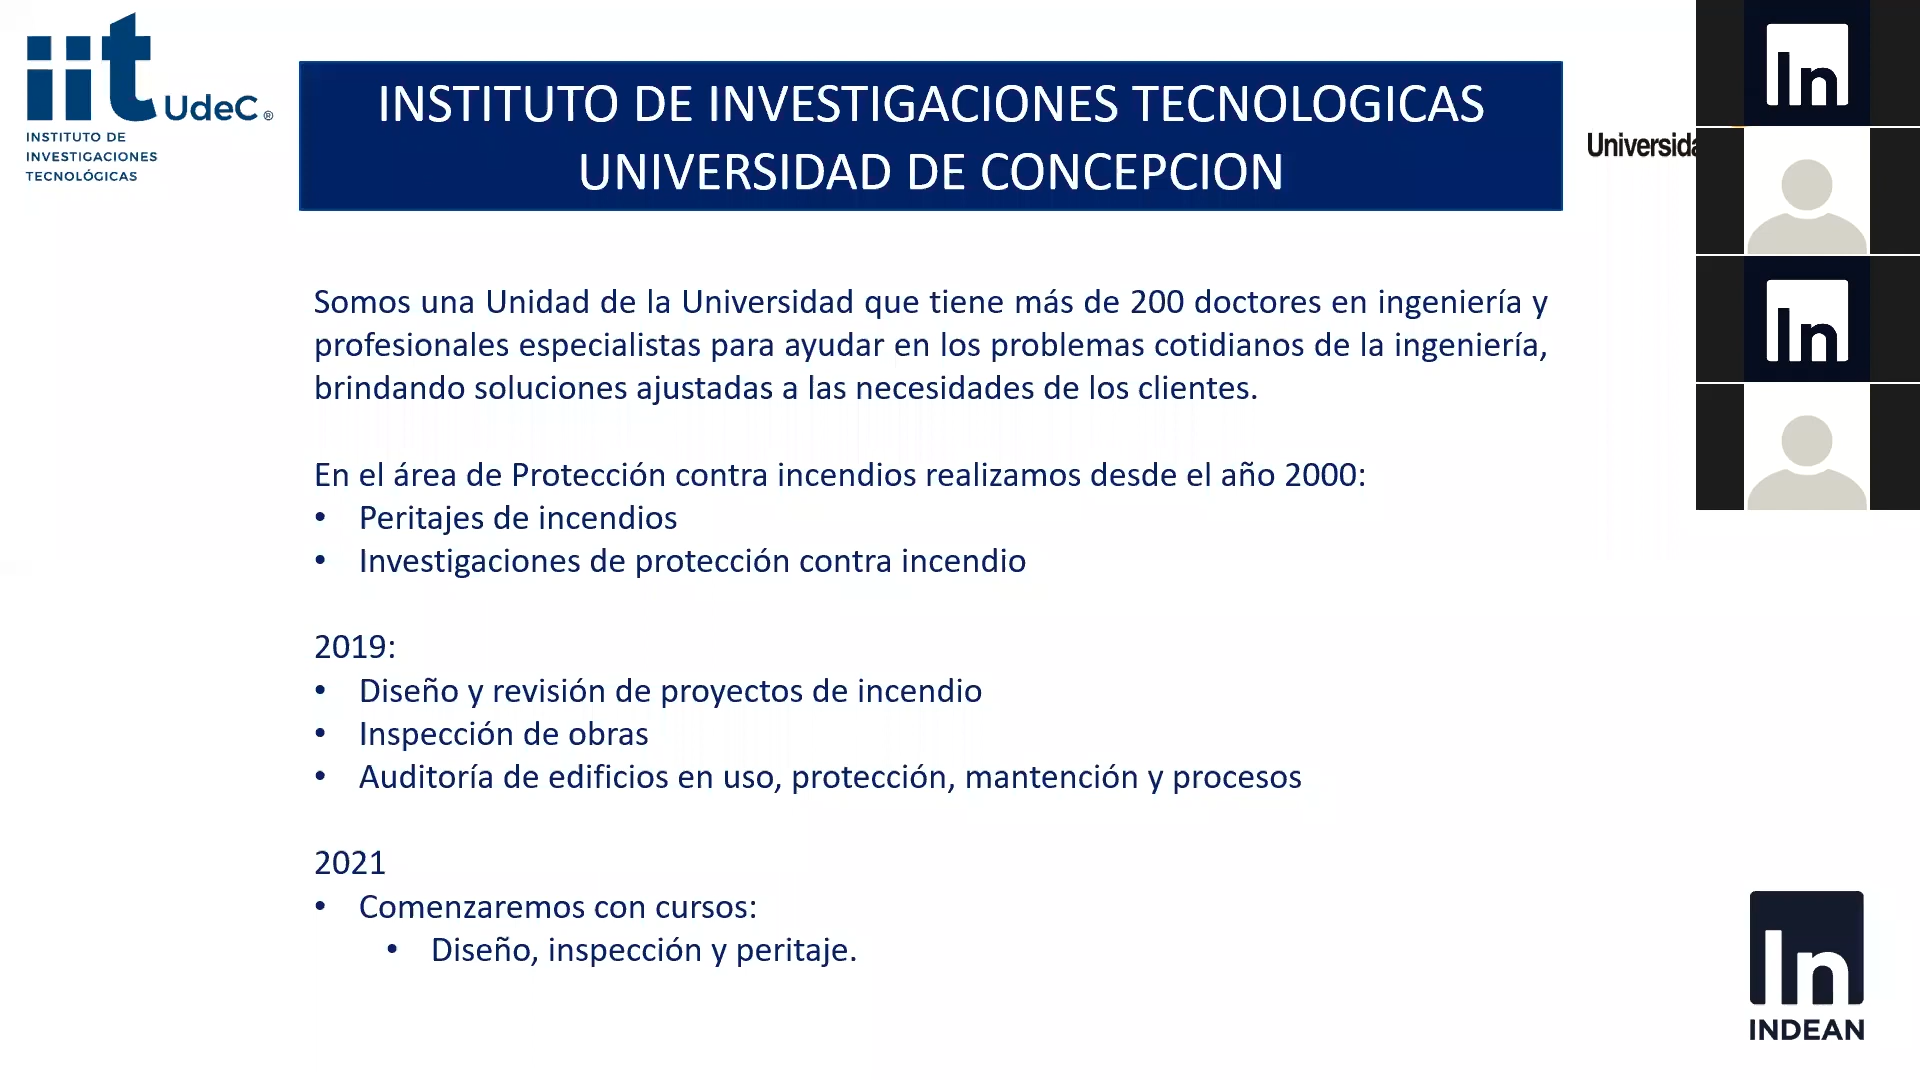 iit UdeC ®
INSTITUTO DE
INVESTIGACIONES
TECNOLÓGICAS
INSTITUTO DE INVESTIGACIONES TECNOLOGICAS
UNIVERSIDAD DE CONCEPCION
In
In
Somos una Unidad de la Universidad que tiene más de 200 doctores en ingeniería y
profesionales especialistas para ayudar en los problemas cotidianos de la ingeniería,
brindando soluciones ajustadas a las necesidades de los clientes.
En el área de Protección contra incendios realizamos desde el año 2000:
• Peritajes de incendios
• Investigaciones de protección contra incendio
2019:
• Diseño y revisión de proyectos de incendio
• Inspección de obras
• Auditoría de edificios en uso, protección, mantención y procesos
2021
• Comenzaremos con cursos:
• Diseño, inspección y peritaje.
In
INDEAN